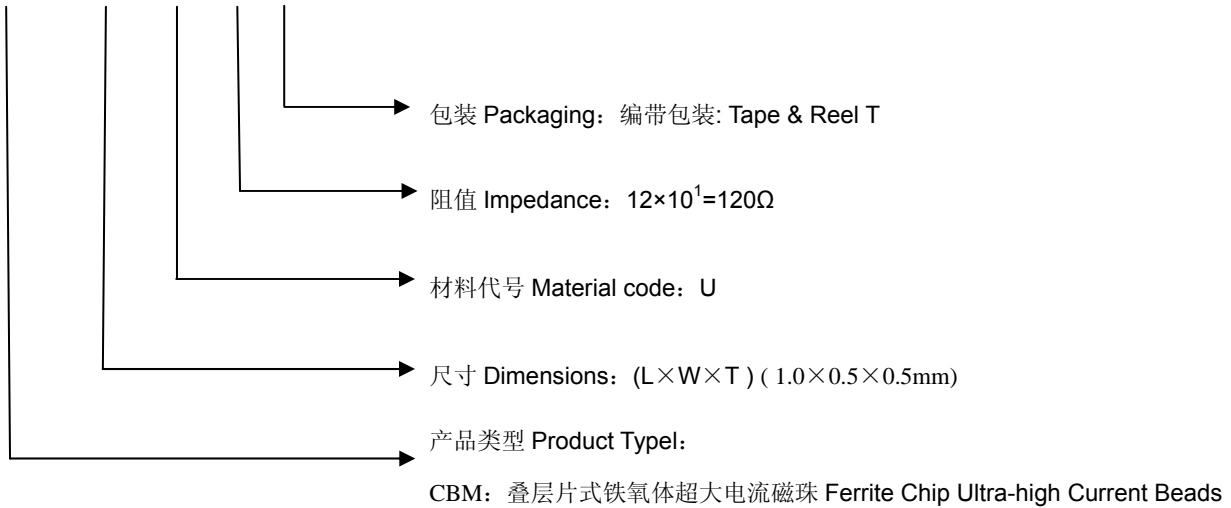 包装 Packaging：编带包装: Tape & Reel T
阻值 Impedance：12×10¹=120Ω
材料代号 Material code：U
尺寸 Dimensions：(L×W×T ) ( 1.0×0.5×0.5mm)
产品类型 Product Typel：
CBM：叠层片式铁氧体超大电流磁珠 Ferrite Chip Ultra-high Current Beads